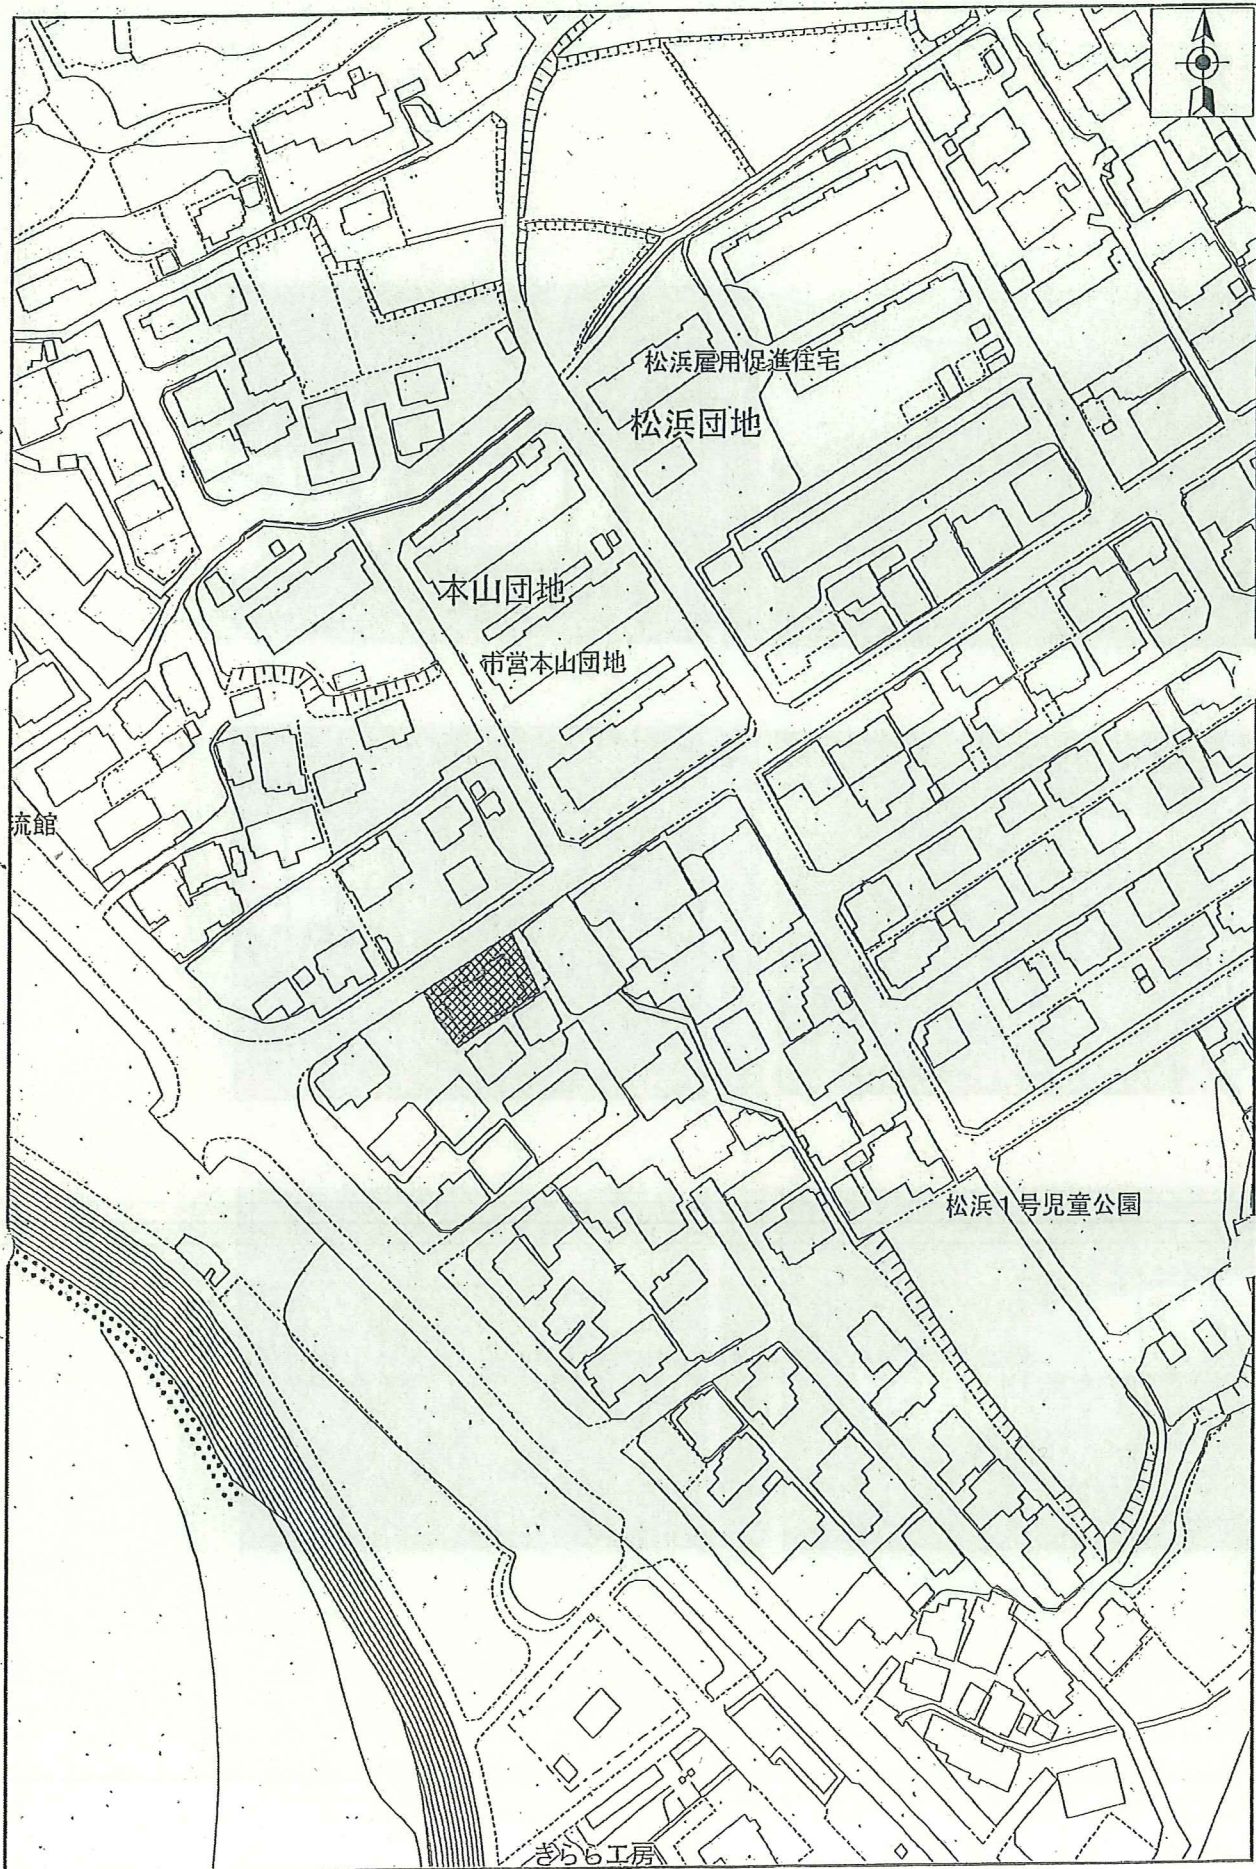 松浜雇用促進住宅
松浜団地
本山団地
市営本山団地
流館
松浜1号児童公園
きらら工房